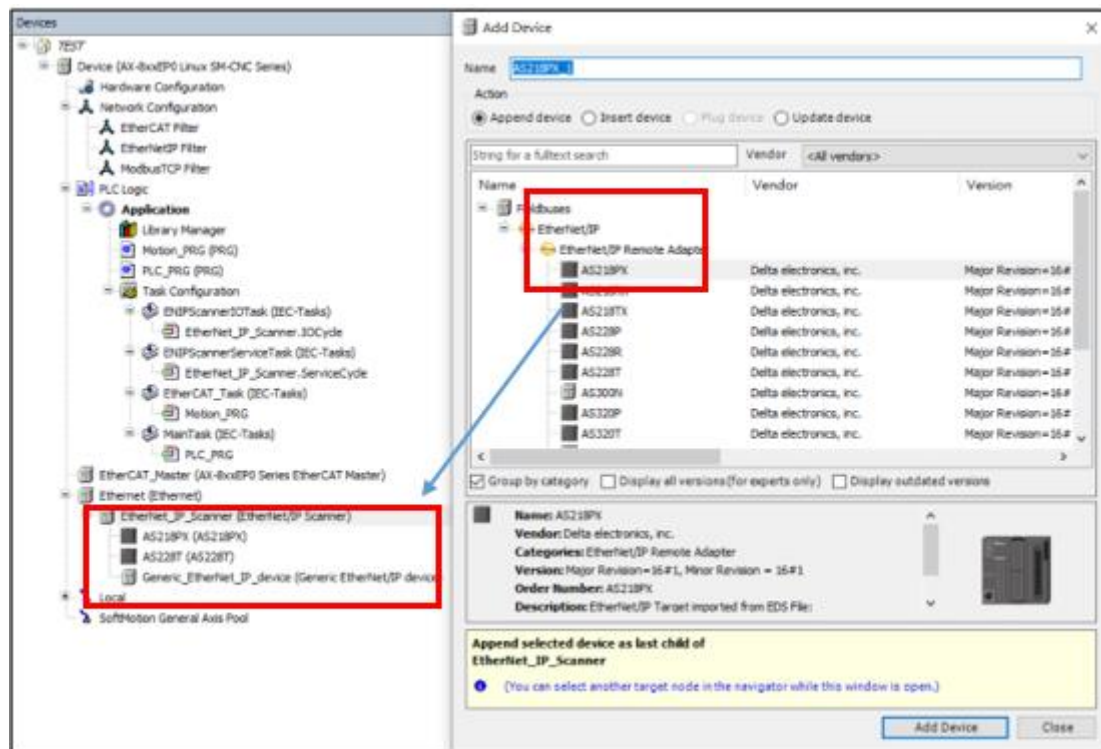 Devices
TEST
Device (AX-8xxEP0 Linux SM-CNC Series)
Hardware Configuration
Network Configuration
EtherCAT Filter
EtherNetIP Filter
ModbusTCP Filter
PLC Logic
Application
Library Manager
Motion_PRG (PRG)
PLC_PRG (PRG)
Task Configuration
ENIPScannerIOTask (IEC-Tasks)
EtherNet_IP_Scanner.IOCycle
ENIPScannerServiceTask (IEC-Tasks)
EtherNet_IP_Scanner.ServiceCycle
EtherCAT_Task (IEC-Tasks)
Motion_PRG
MainTask (IEC-Tasks)
PLC_PRG
EtherCAT_Master (AX-8xxEP0 Series EtherCAT Master)
Ethernet (Ethernet)
EtherNet_IP_Scanner (EtherNet/IP Scanner)
AS218PX (AS218PX)
AS228T (AS228T)
Generic_EtherNet_IP_device (Generic EtherNet/IP device
Local
SoftMotion General Axis Pool
Add Device
Name AS218PX_1
Action
Append device Insert device Plug device Update device
String for a fulltext search Vendor <All vendors>
Name Vendor Version
Fieldbuses
EtherNet/IP
EtherNet/IP Remote Adapter
AS218PX Delta electronics, inc. Major Revision=16#
Delta electronics, inc. Major Revision=16#
AS218TX Delta electronics, inc. Major Revision=16#
AS228P Delta electronics, inc. Major Revision=16#
AS228R Delta electronics, inc. Major Revision=16#
AS228T Delta electronics, inc. Major Revision=16#
AS300N Delta electronics, inc. Major Revision=16#
AS320P Delta electronics, inc. Major Revision=16#
AS320T Delta electronics, inc. Major Revision=16#
Group by category Display all versions (for experts only) Display outdated versions
Name: AS218PX
Vendor: Delta electronics, inc.
Categories: EtherNet/IP Remote Adapter
Version: Major Revision=16#1, Minor Revision = 16#1
Order Number: AS218PX
Description: EtherNet/IP Target imported from EDS File:
Append selected device as last child of
EtherNet_IP_Scanner
(You can select another target node in the navigator while this window is open.)
Add Device Close